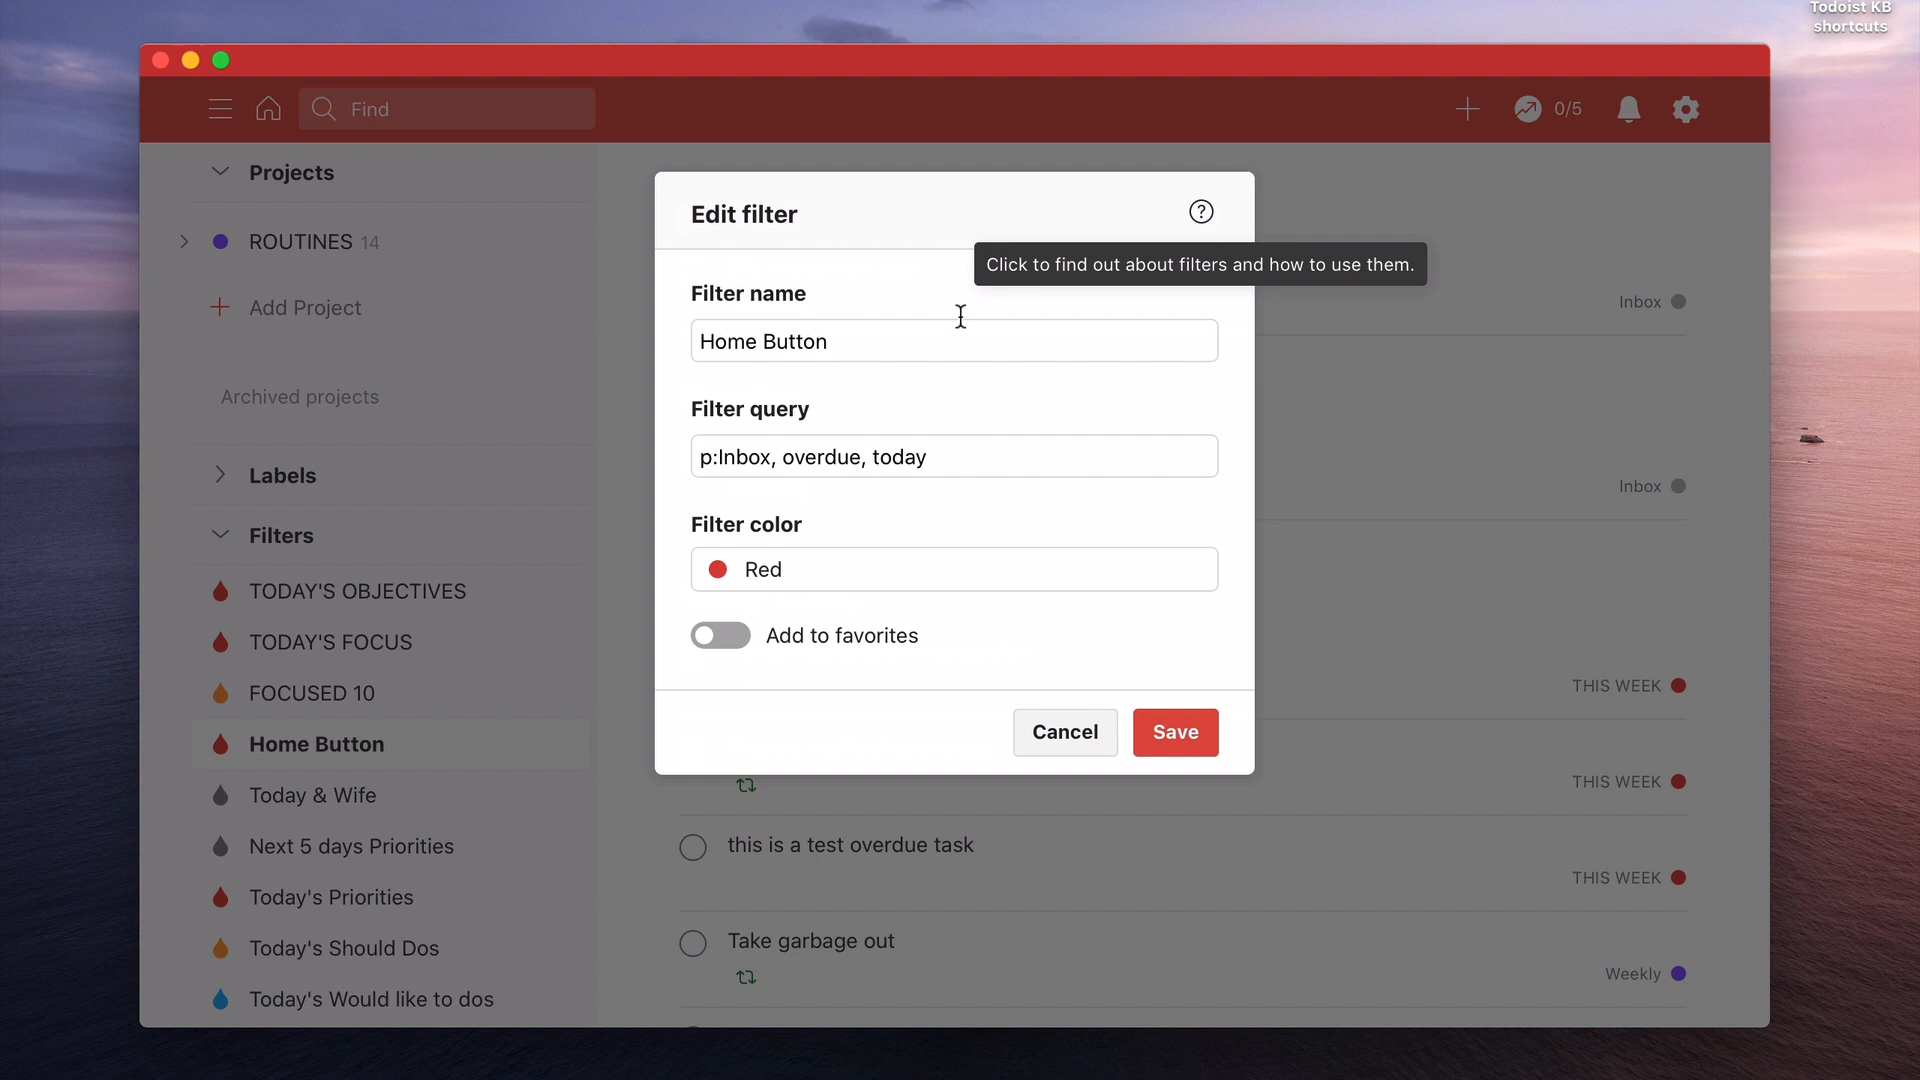 Todoist KB
shortcuts
Find
0/5
Projects
ROUTINES 14
Add Project
Archived projects
Labels
Filters
TODAY'S OBJECTIVES
TODAY'S FOCUS
FOCUSED 10
Home Button
Today & Wife
Next 5 days Priorities
Today's Priorities
Today's Should Dos
Today's Would like to dos
Edit filter
?
Click to find out about filters and how to use them.
Filter name
Home Button
Filter query
p:Inbox, overdue, today
Filter color
Red
Add to favorites
Cancel
Save
Inbox
Inbox
THIS WEEK
THIS WEEK
this is a test overdue task
THIS WEEK
Take garbage out
Weekly